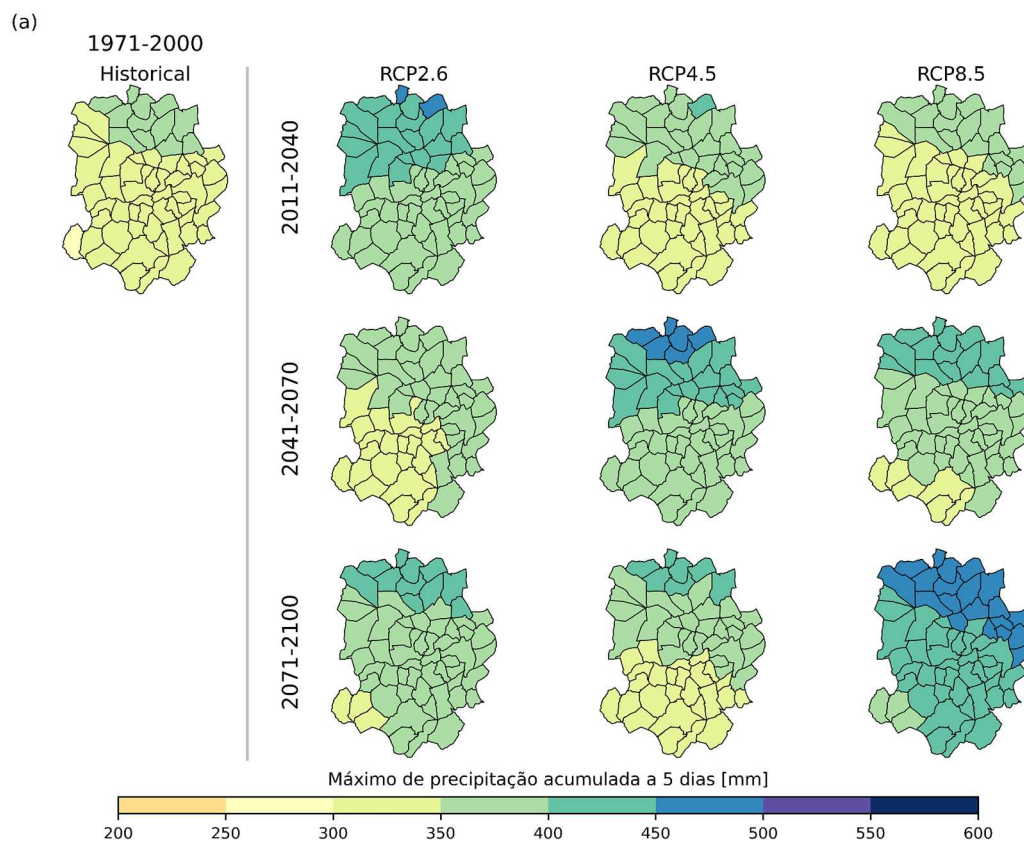 (a)
1971-2000
Historical
RCP2.6
RCP4.5
RCP8.5
2011-2040
2041-2070
2071-2100
Máximo de precipitação acumulada a 5 dias [mm]
200 250 300 350 400 450 500 550 600